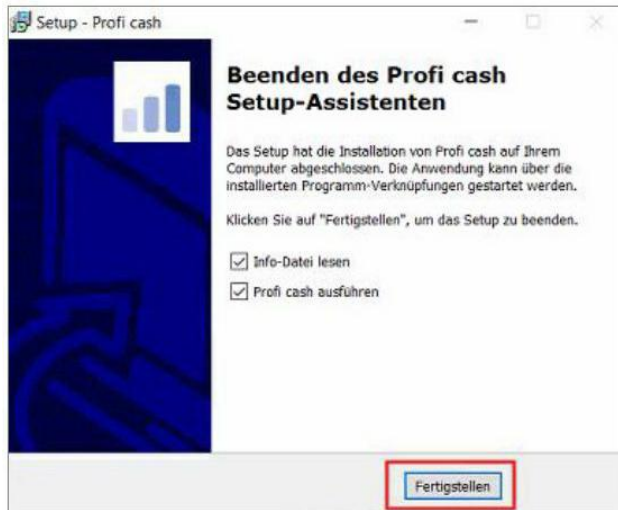 Setup - Profi cash
Beenden des Profi cash
Setup-Assistenten
Das Setup hat die Installation von Profi cash auf Ihrem
Computer abgeschlossen. Die Anwendung kann über die
installierten Programm-Verknüpfungen gestartet werden.
Klicken Sie auf "Fertigstellen", um das Setup zu beenden.
Info-Datei lesen
Profi cash ausführen
Fertigstellen